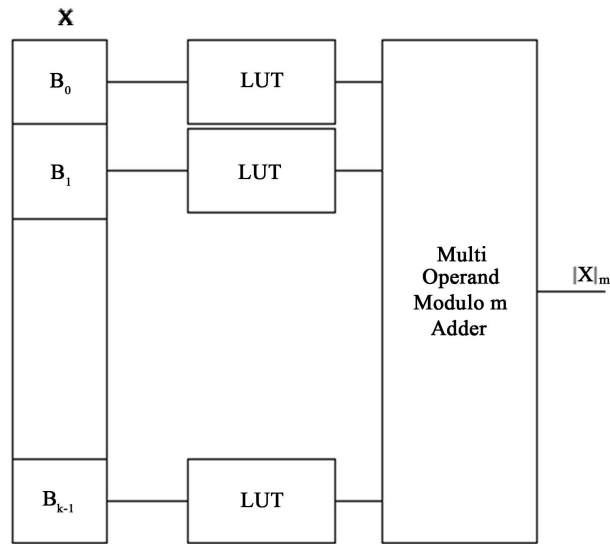 X
B₀
LUT
B₁
LUT
Multi
Operand
Modulo m
Adder
|X|ₘ
Bₖ₋₁
LUT